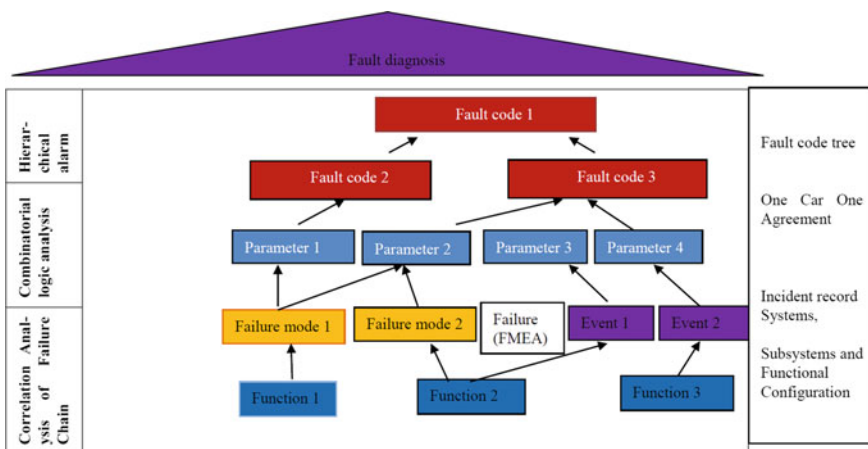 Fault diagnosis
Hierar-
chical
alarm
Fault code 1
Fault code 2
Fault code 3
Fault code tree
Combinatorial
logic analysis
Parameter 1
Parameter 2
Parameter 3
Parameter 4
One Car One
Agreement
Correlation Anal-
ysis of Failure
Chain
Failure mode 1
Failure mode 2
Failure
(FMEA)
Event 1
Event 2
Function 1
Function 2
Function 3
Incident record
Systems,
Subsystems and
Functional
Configuration